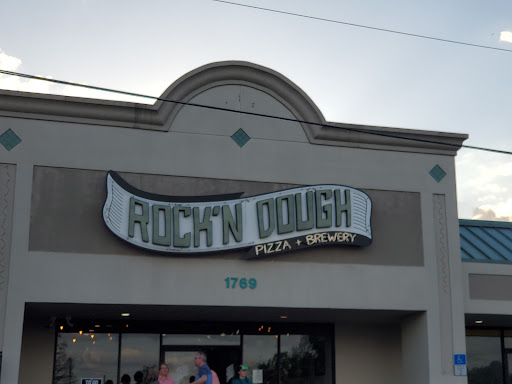 ROCK'N DOUGH
PIZZA + BREWERY
1769